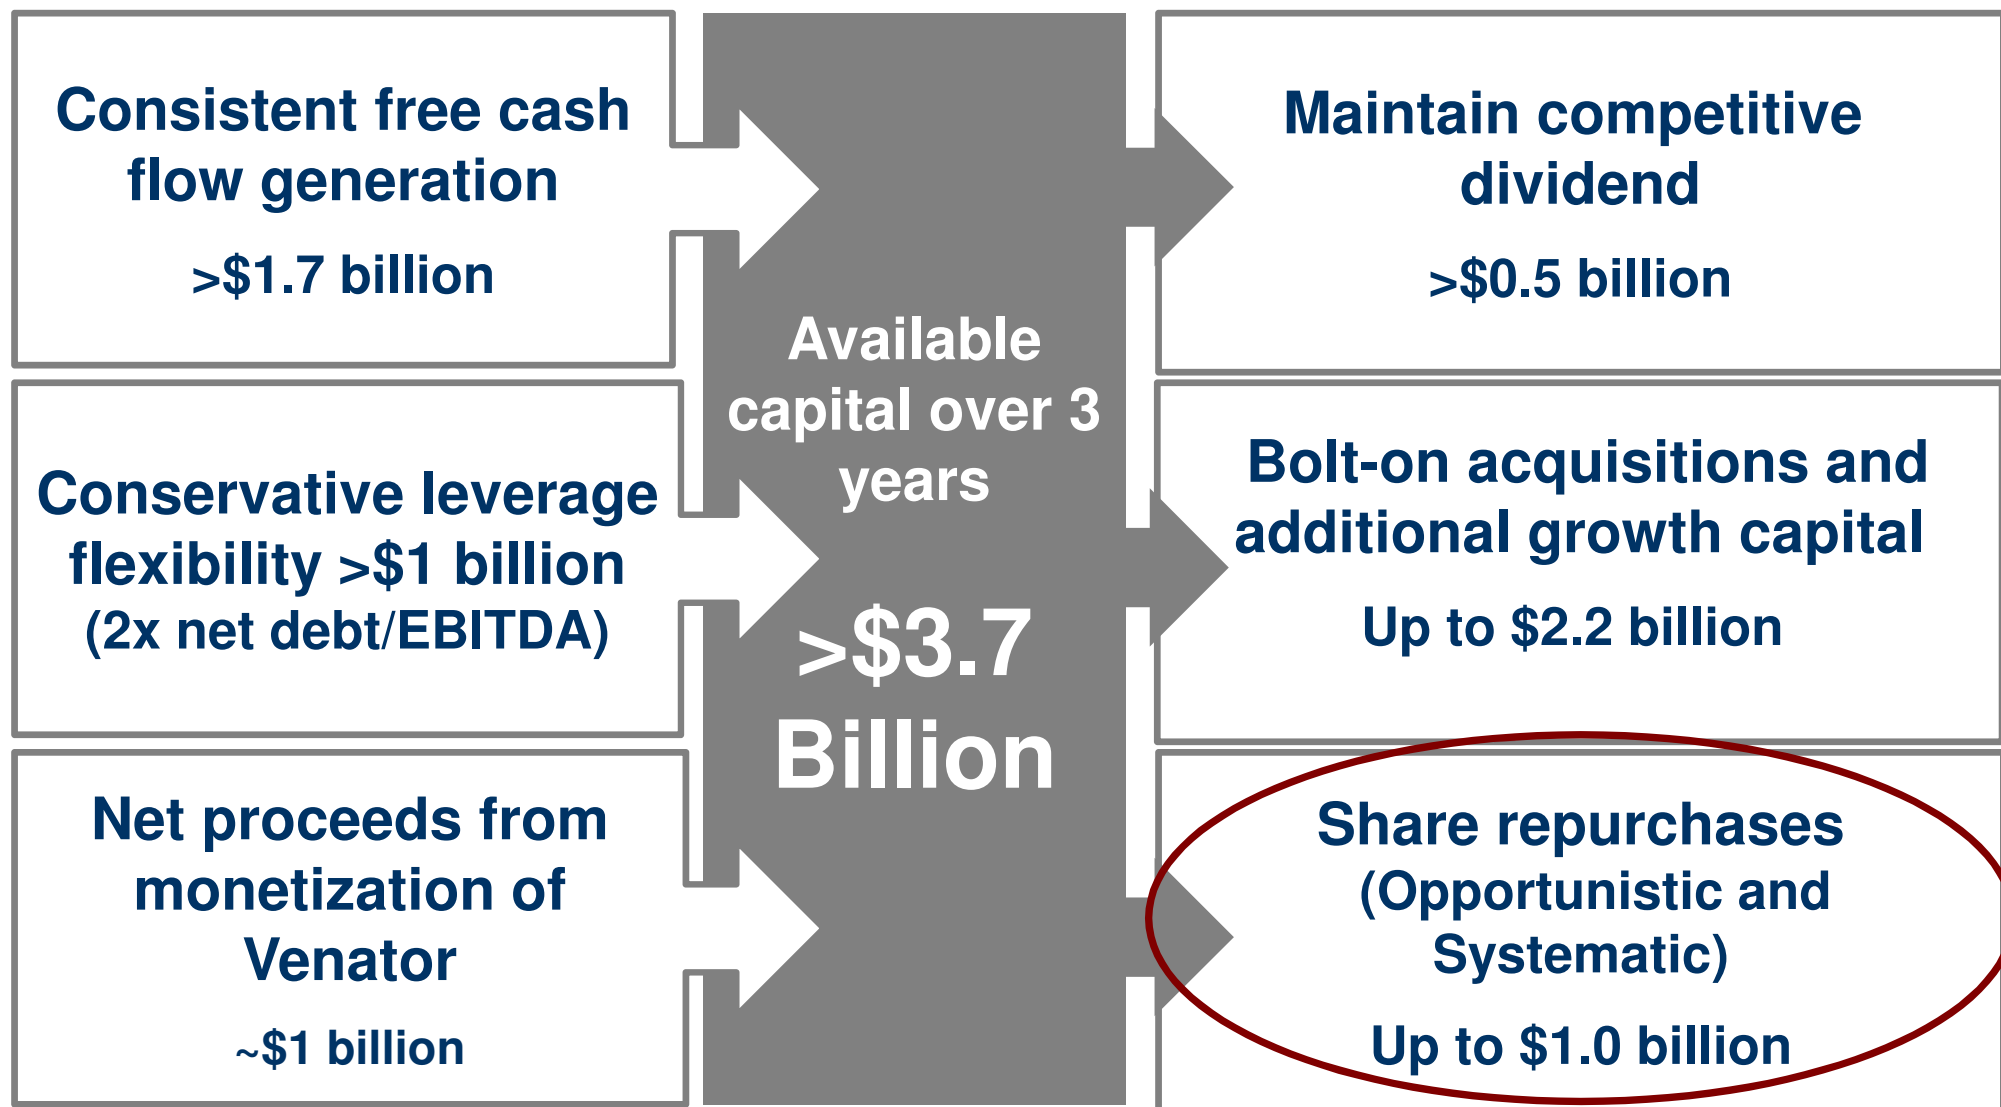 Consistent free cash
flow generation
>$1.7 billion
Conservative leverage
flexibility >$1 billion
(2x net debt/EBITDA)
Net proceeds from
monetization of
Venator
~$1 billion
Available
capital over 3
years
>$3.7
Billion
Maintain competitive
dividend
>$0.5 billion
Bolt-on acquisitions and
additional growth capital
Up to $2.2 billion
Share repurchases
(Opportunistic and
Systematic)
Up to $1.0 billion